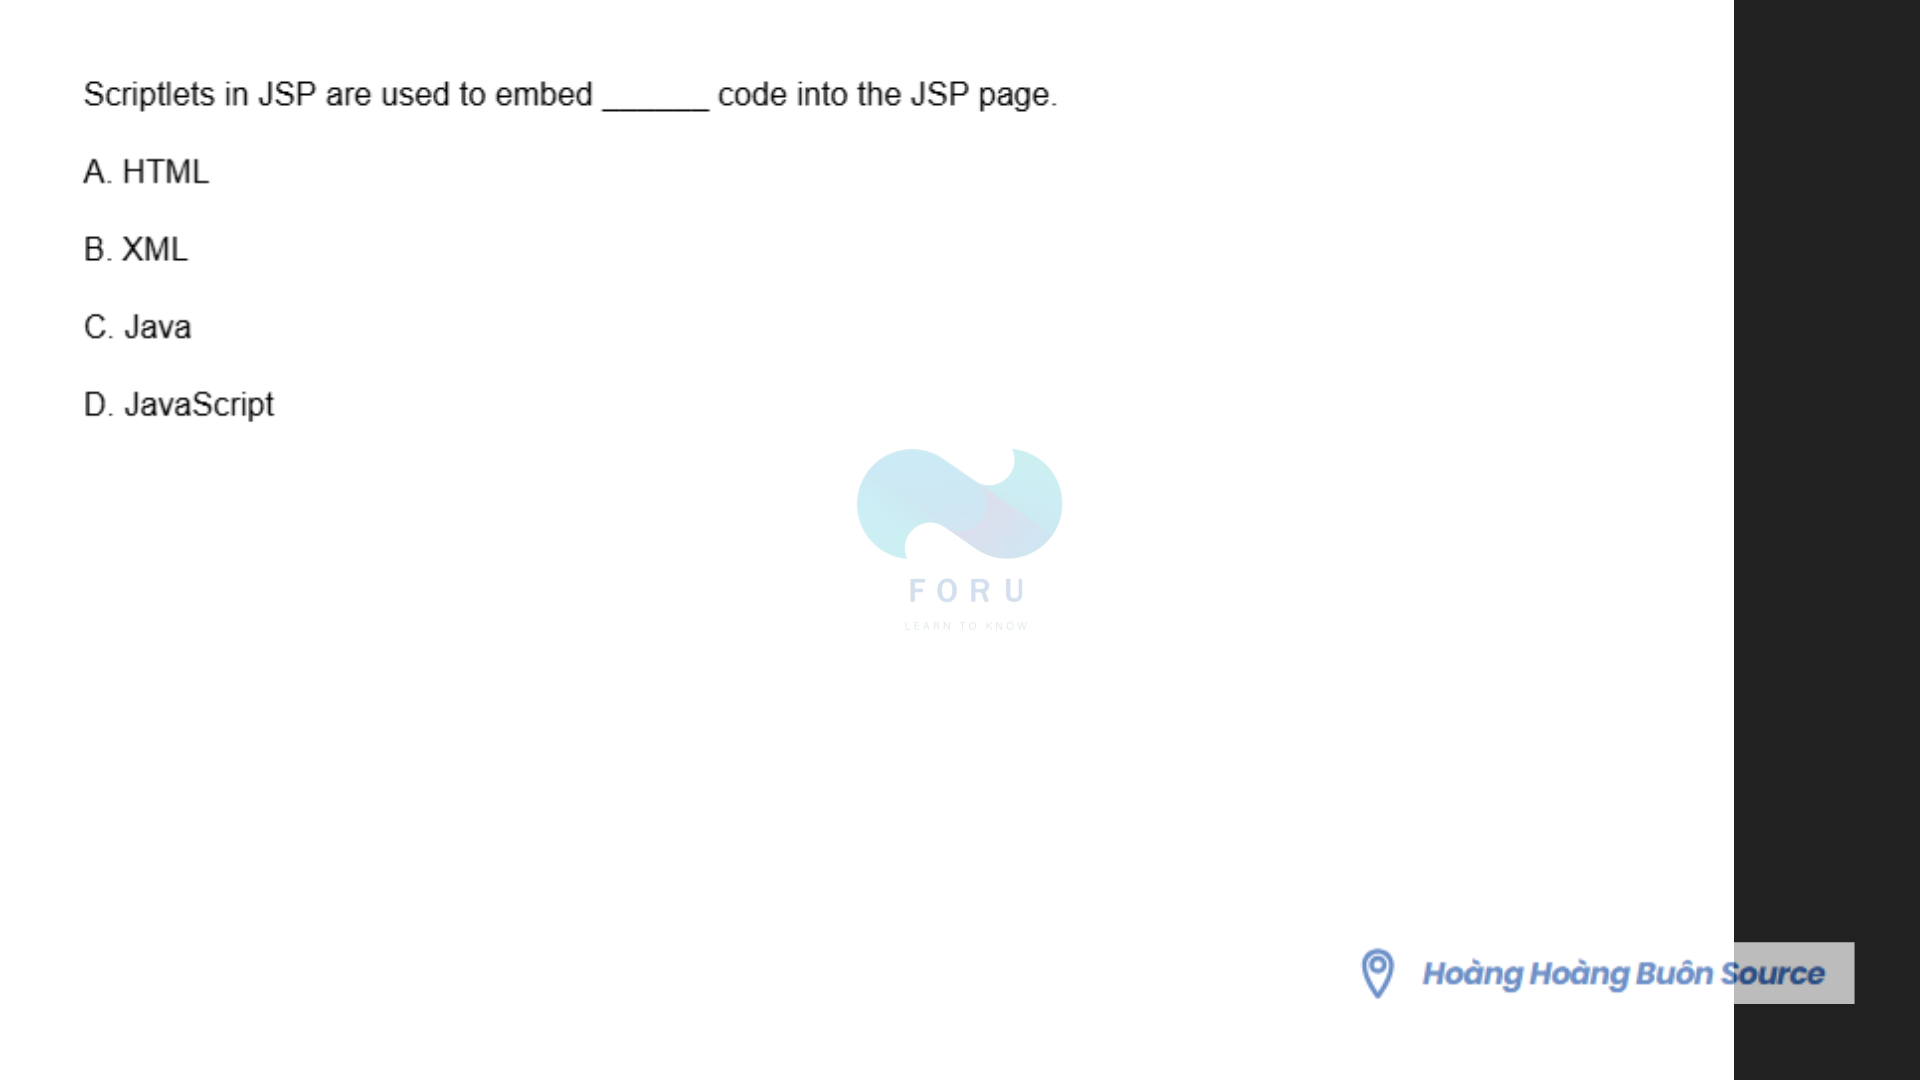 Scriptlets in JSP are used to embed ______ code into the JSP page.
A. HTML
B. XML
C. Java
D. JavaScript
FORU
LEARN TO KNOW
Hoàng Hoàng Buôn Source